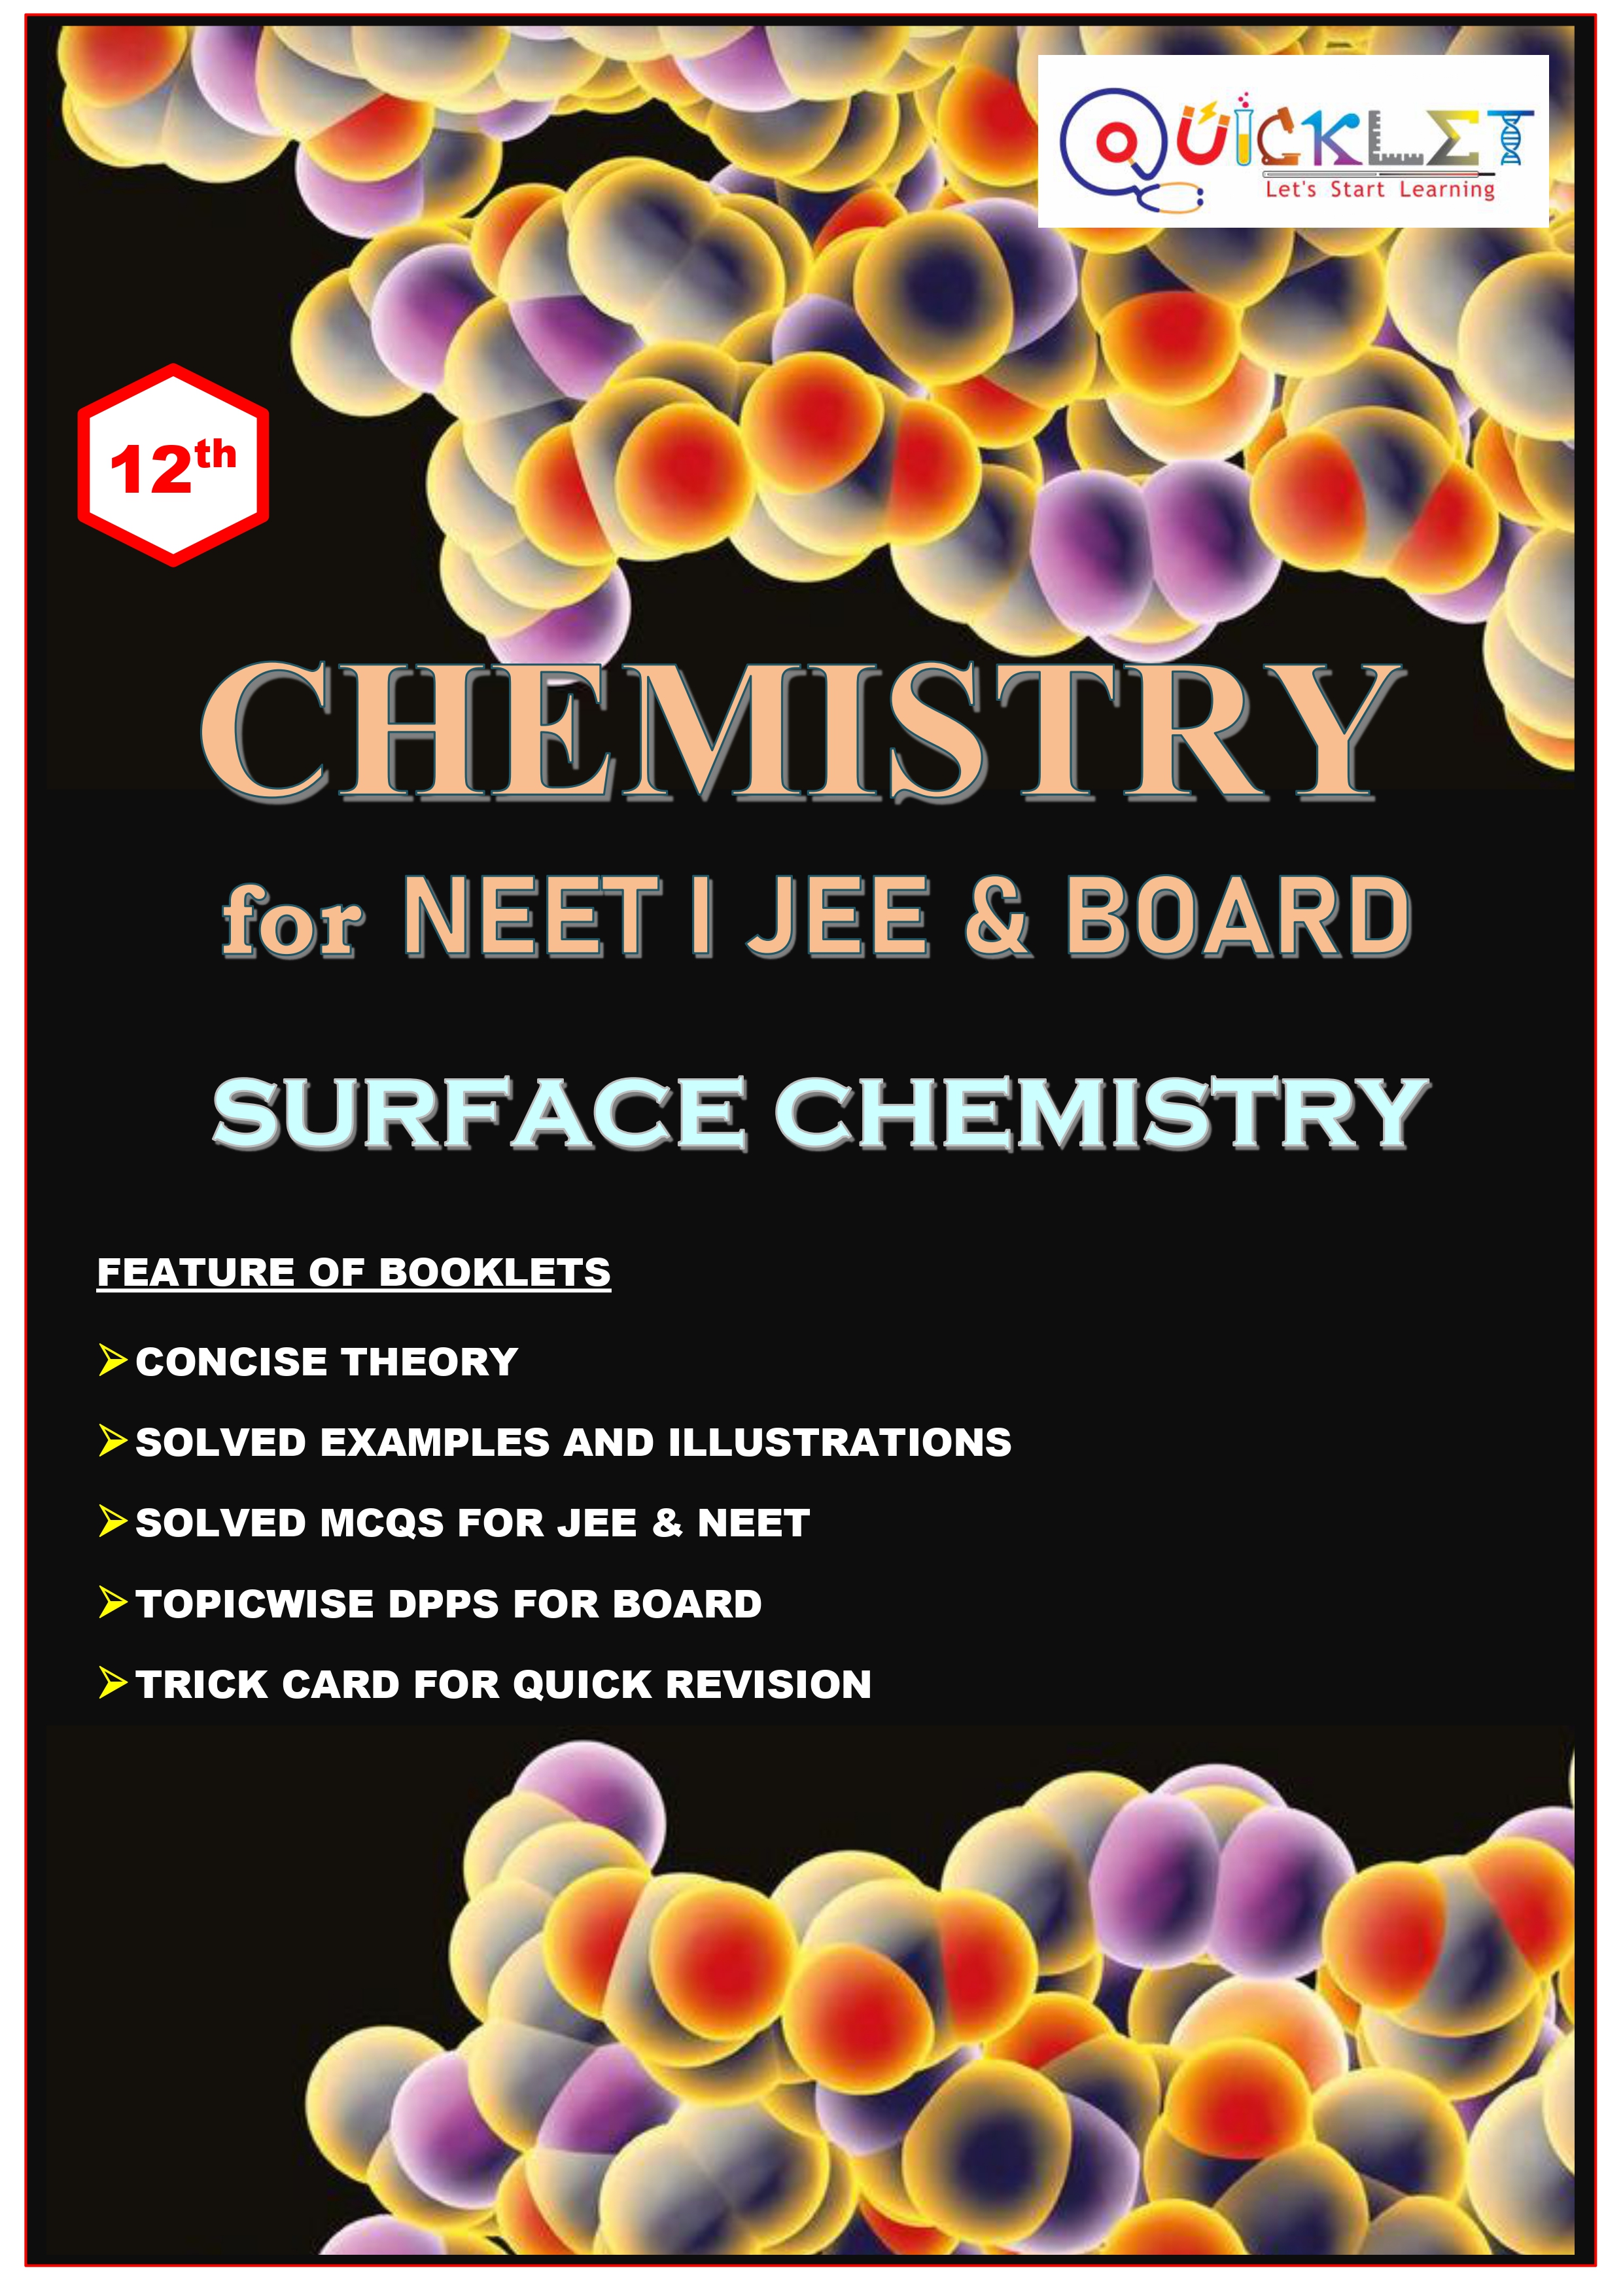 QUICKLET
Let's Start Learning
12th
CHEMISTRY
for NEET | JEE & BOARD
SURFACE CHEMISTRY
FEATURE OF BOOKLETS
CONCISE THEORY
SOLVED EXAMPLES AND ILLUSTRATIONS
SOLVED MCQS FOR JEE & NEET
TOPICWISE DPPS FOR BOARD
TRICK CARD FOR QUICK REVISION